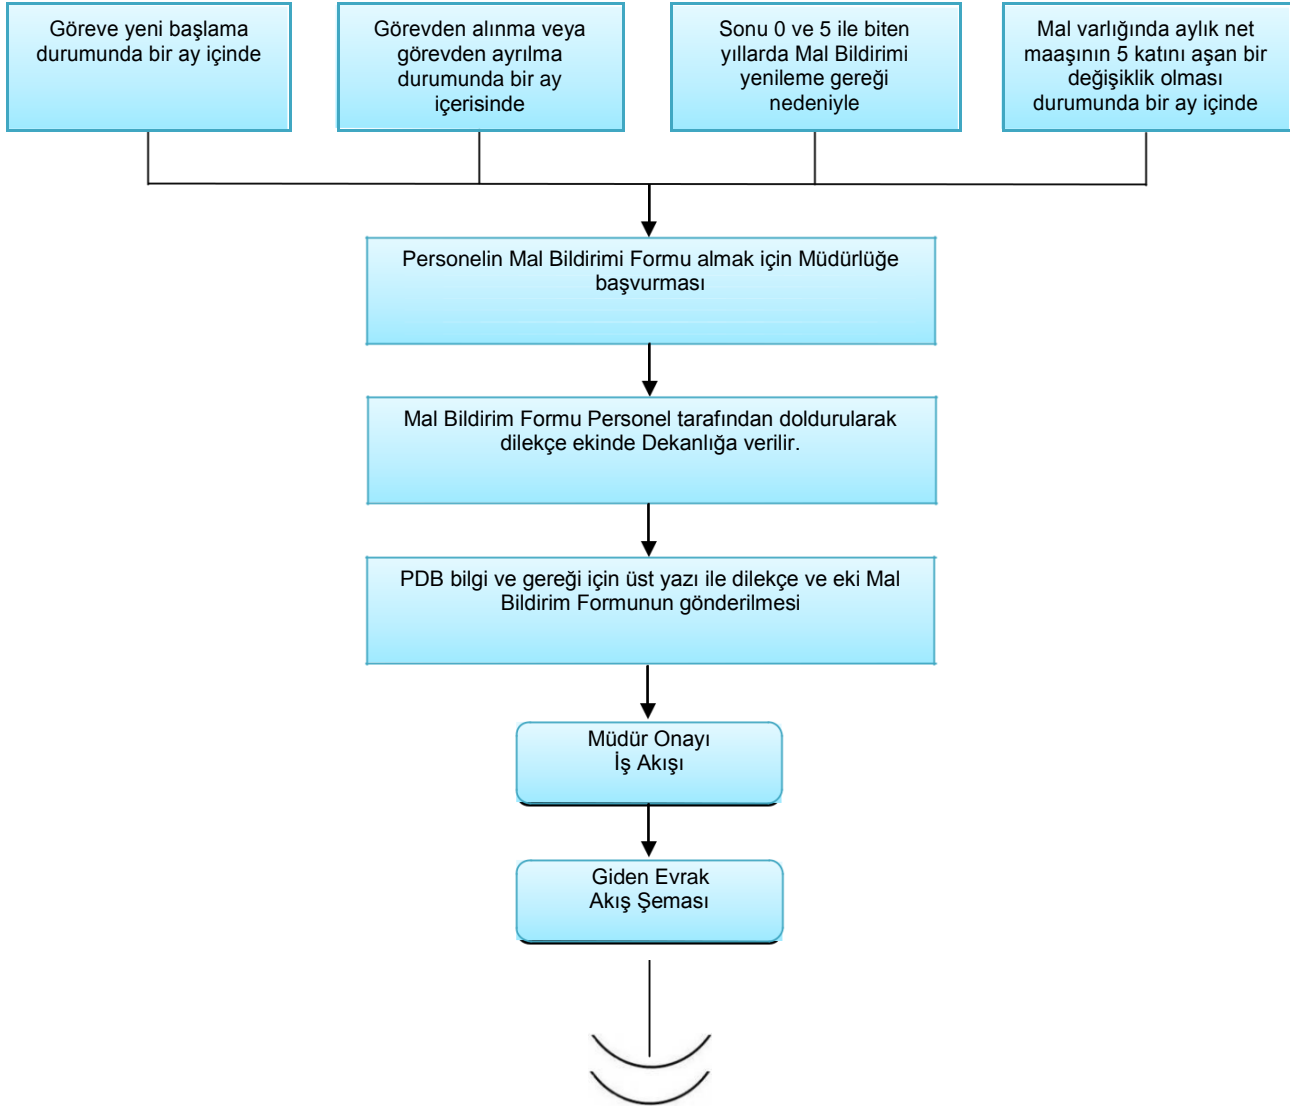 Göreve yeni başlama
durumunda bir ay içinde
Görevden alınma veya
görevden ayrılma
durumunda bir ay
içerisinde
Sonu 0 ve 5 ile biten
yıllarda Mal Bildirimi
yenileme gereği
nedeniyle
Mal varlığında aylık net
maaşının 5 katını aşan bir
değişiklik olması
durumunda bir ay içinde
Personelin Mal Bildirimi Formu almak için Müdürlüğe
başvurması
Mal Bildirim Formu Personel tarafından doldurularak
dilekçe ekinde Dekanlığa verilir.
PDB bilgi ve gereği için üst yazı ile dilekçe ve eki Mal
Bildirim Formunun gönderilmesi
Müdür Onayı
İş Akışı
Giden Evrak
Akış Şeması